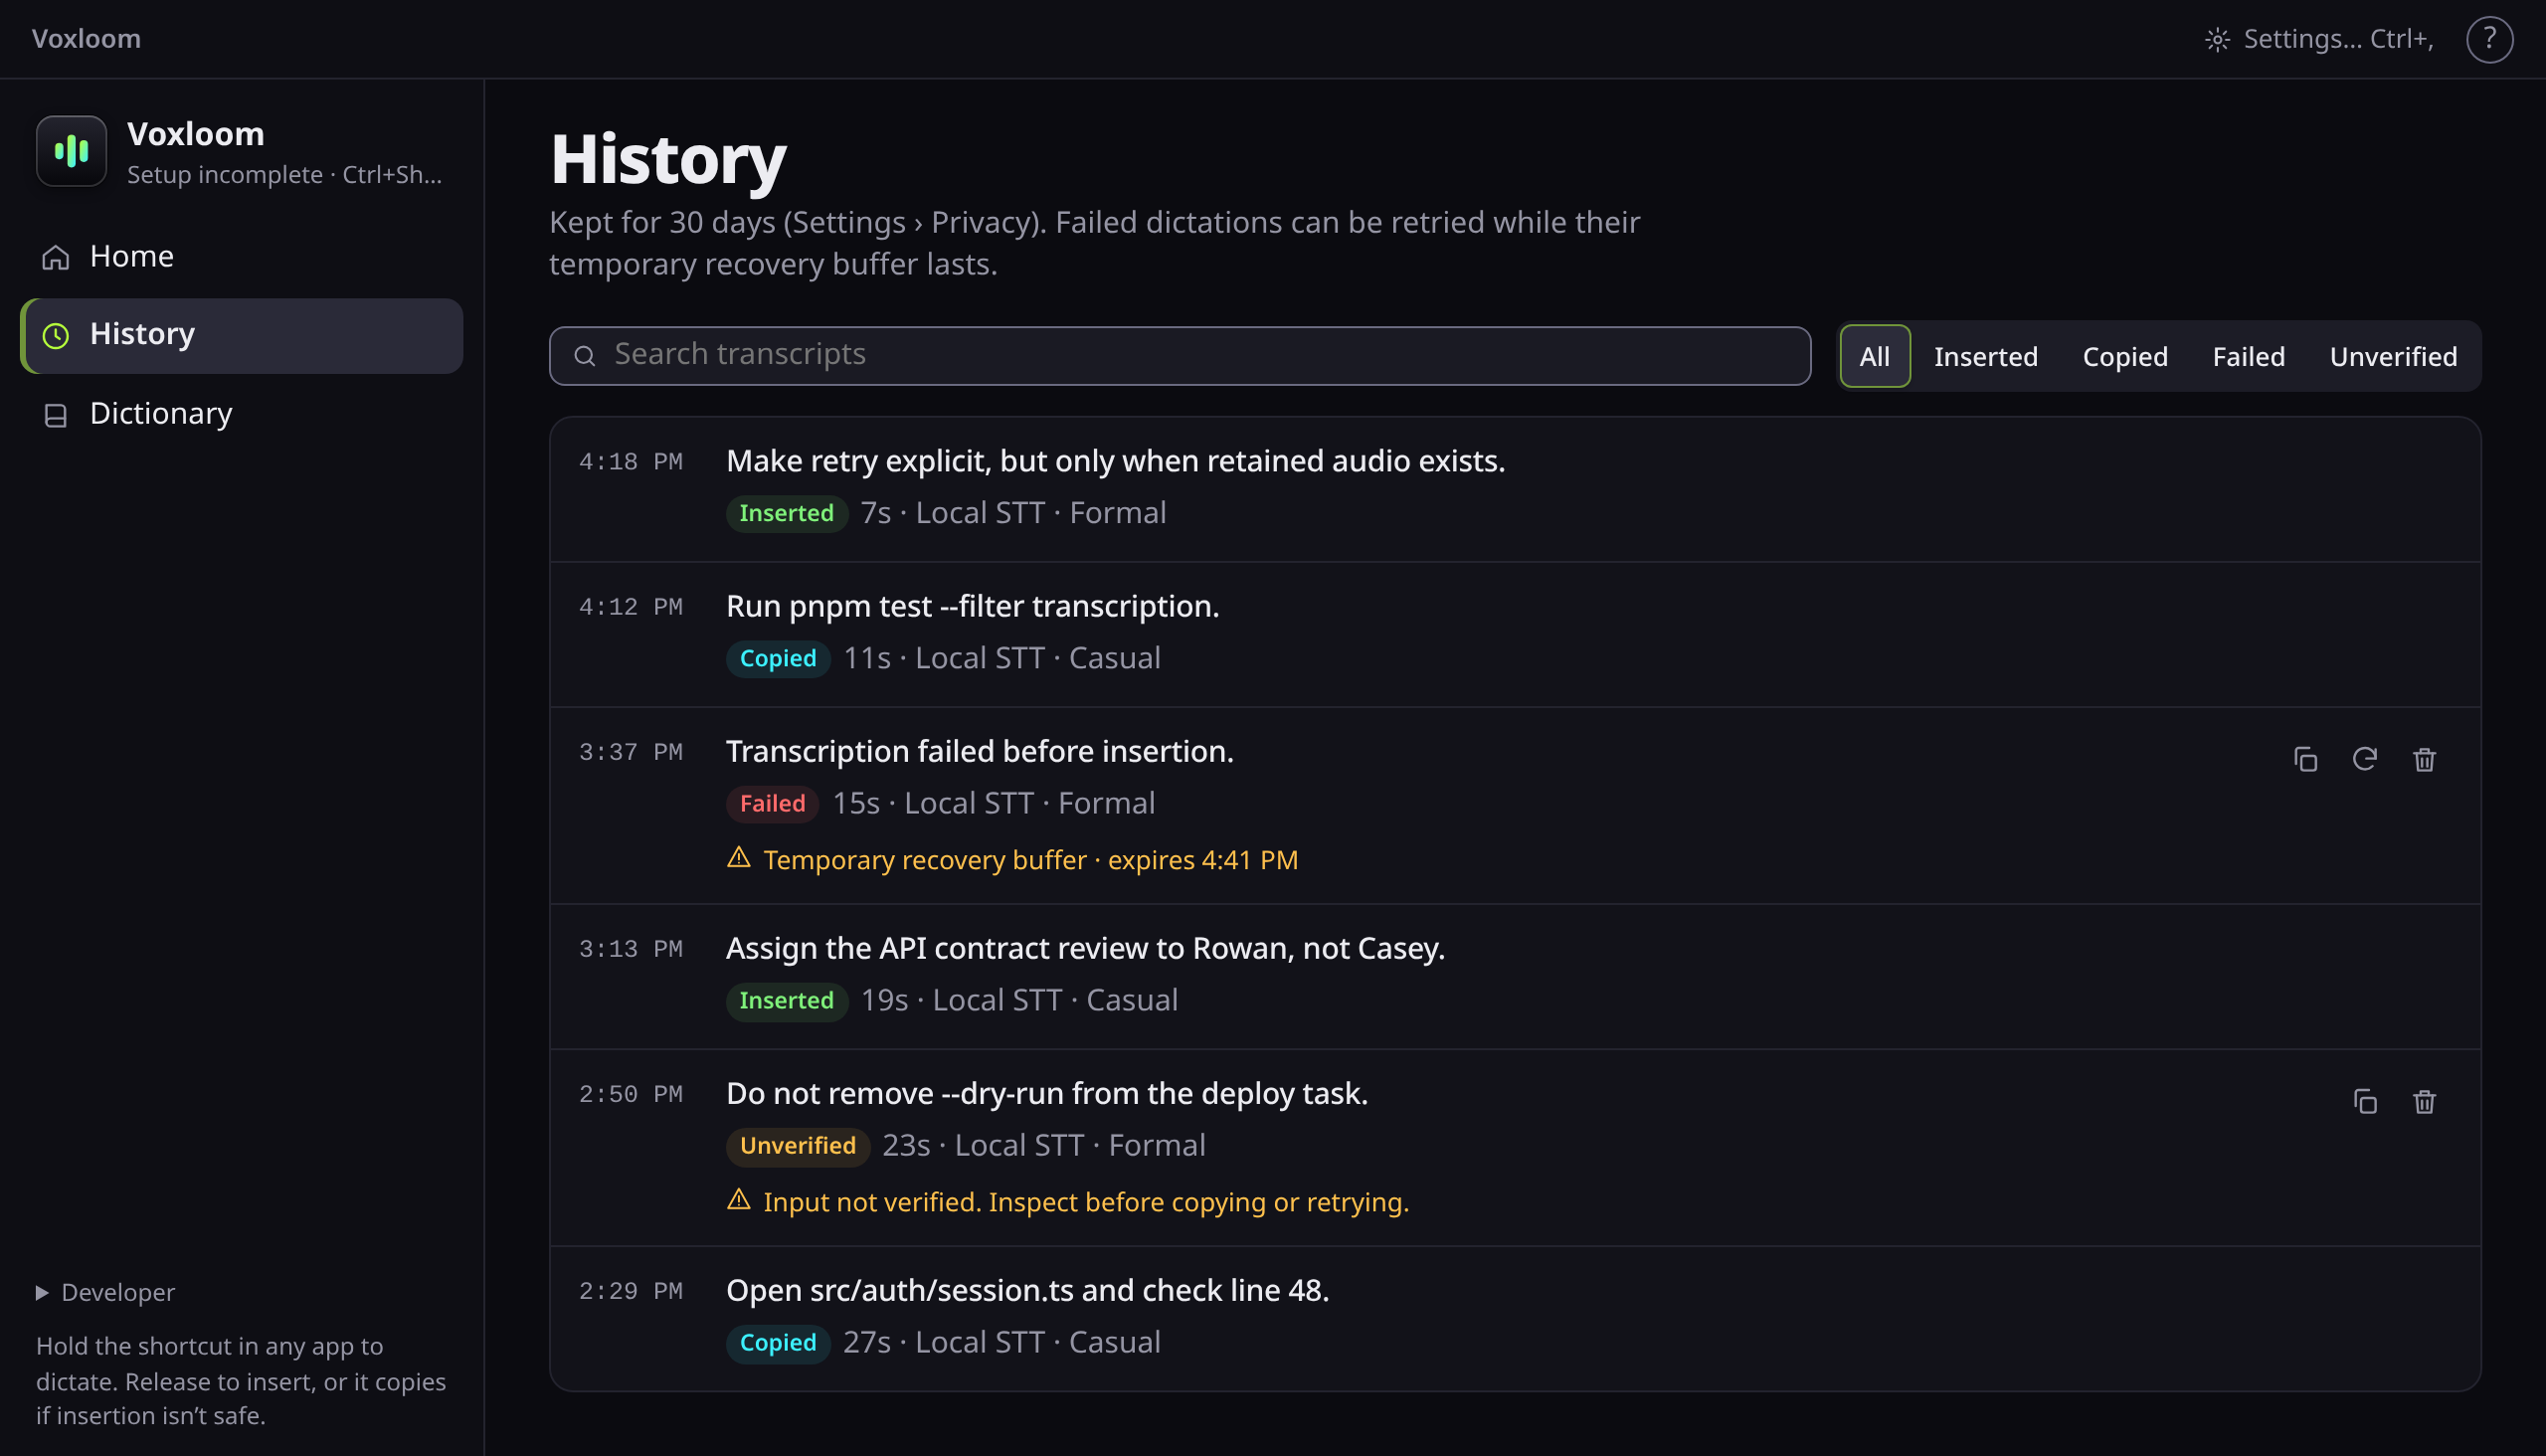 Voxloom
Settings... Ctrl+,
?
Voxloom
Setup incomplete · Ctrl+Sh...
Home
History
Dictionary
Developer
Hold the shortcut in any app to
dictate. Release to insert, or it copies
if insertion isn’t safe.
History
Kept for 30 days (Settings › Privacy). Failed dictations can be retried while their
temporary recovery buffer lasts.
Search transcripts
All Inserted Copied Failed Unverified
4:18 PM Make retry explicit, but only when retained audio exists.
Inserted 7s · Local STT · Formal
4:12 PM Run pnpm test --filter transcription.
Copied 11s · Local STT · Casual
3:37 PM Transcription failed before insertion.
Failed 15s · Local STT · Formal
Temporary recovery buffer · expires 4:41 PM
3:13 PM Assign the API contract review to Rowan, not Casey.
Inserted 19s · Local STT · Casual
2:50 PM Do not remove --dry-run from the deploy task.
Unverified 23s · Local STT · Formal
Input not verified. Inspect before copying or retrying.
2:29 PM Open src/auth/session.ts and check line 48.
Copied 27s · Local STT · Casual